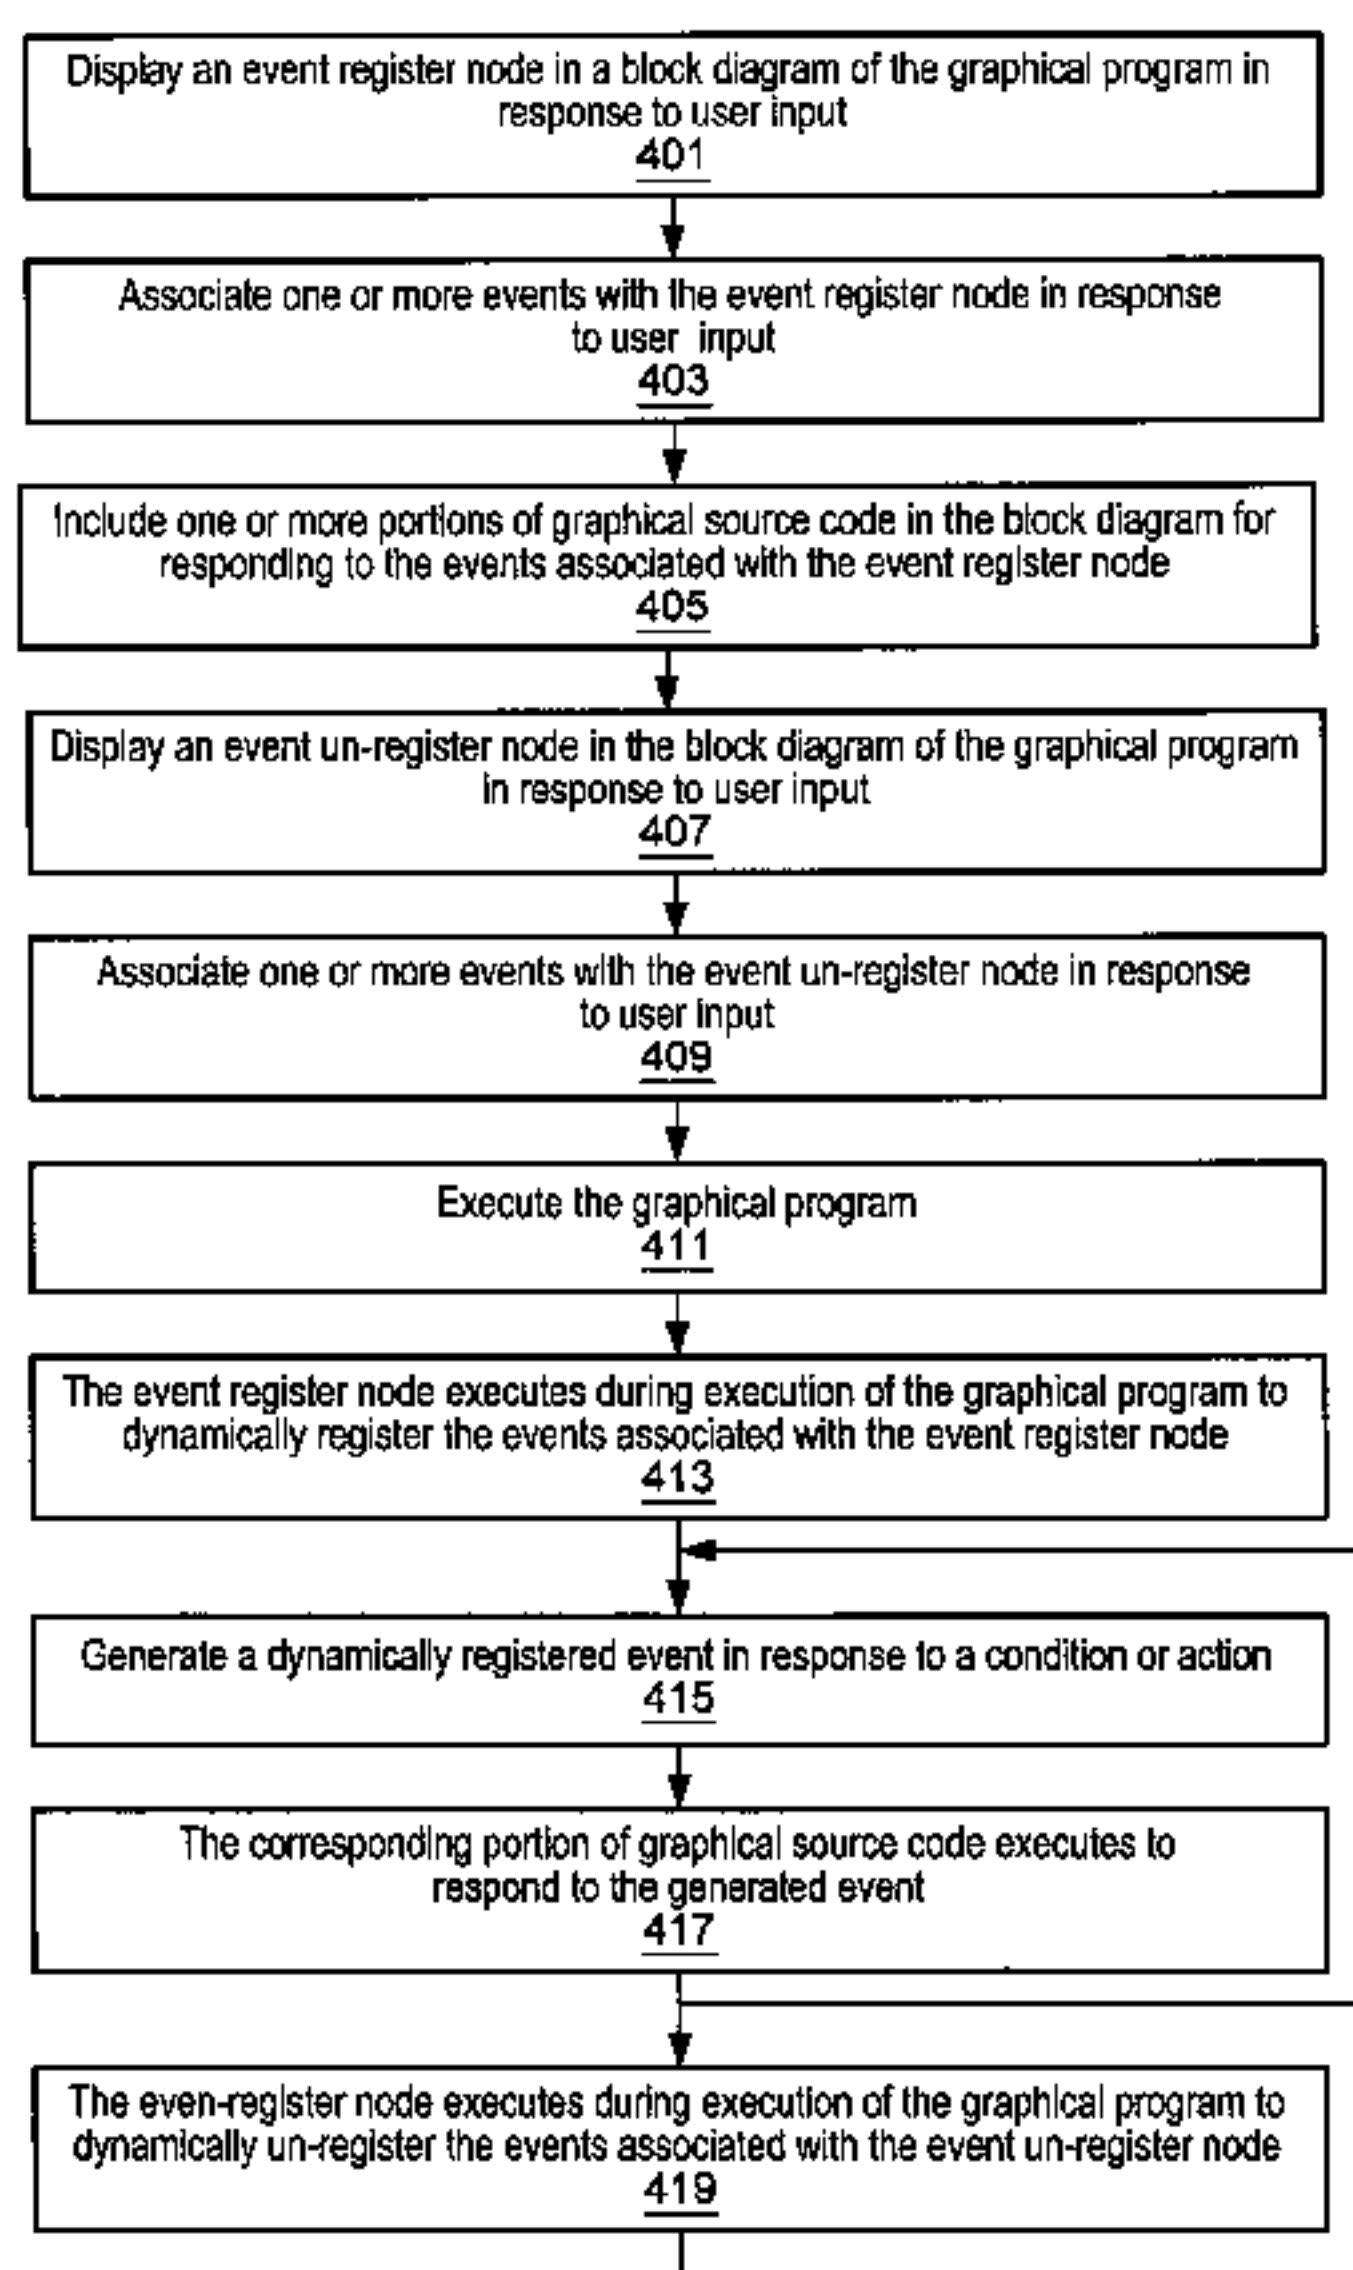 Display an event register node in a block diagram of the graphical program in
response to user input
401
Associate one or more events with the event register node in response
to user input
403
Include one or more portions of graphical source code in the block diagram for
responding to the events associated with the event register node
405
Display an event un-register node in the block diagram of the graphical program
in response to user input
407
Associate one or more events with the event un-register node in response
to user input
409
Execute the graphical program
411
The event register node executes during execution of the graphical program to
dynamically register the events associated with the event register node
413
Generate a dynamically registered event in response to a condition or action
415
The corresponding portion of graphical source code executes to
respond to the generated event
417
The even-register node executes during execution of the graphical program to
dynamically un-register the events associated with the event un-register node
419